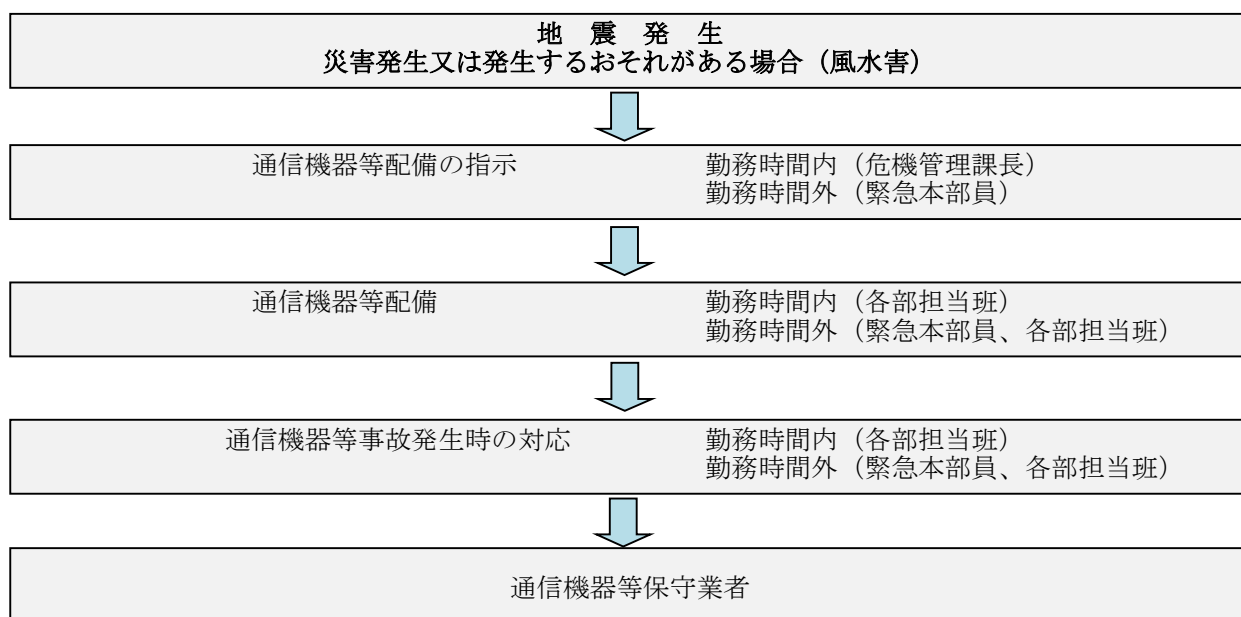 地　震　発　生
災害発生又は発生するおそれがある場合（風水害）
通信機器等配備の指示　勤務時間内（危機管理課長）
勤務時間外（緊急本部員）
通信機器等配備　勤務時間内（各部担当班）
勤務時間外（緊急本部員、各部担当班）
通信機器等事故発生時の対応　勤務時間内（各部担当班）
勤務時間外（緊急本部員、各部担当班）
通信機器等保守業者